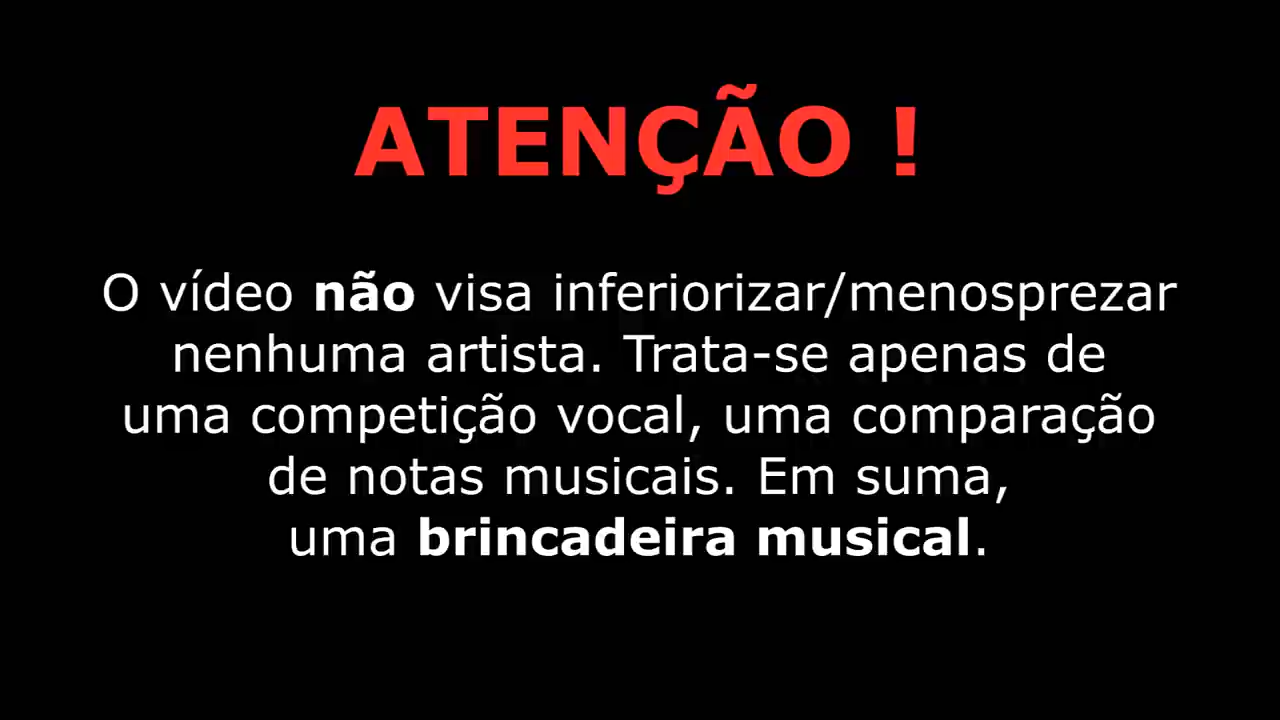 ATENÇÃO !
O vídeo não visa inferiorizar/menosprezar
nenhuma artista. Trata-se apenas de
uma competição vocal, uma comparação
de notas musicais. Em suma,
uma brincadeira musical.